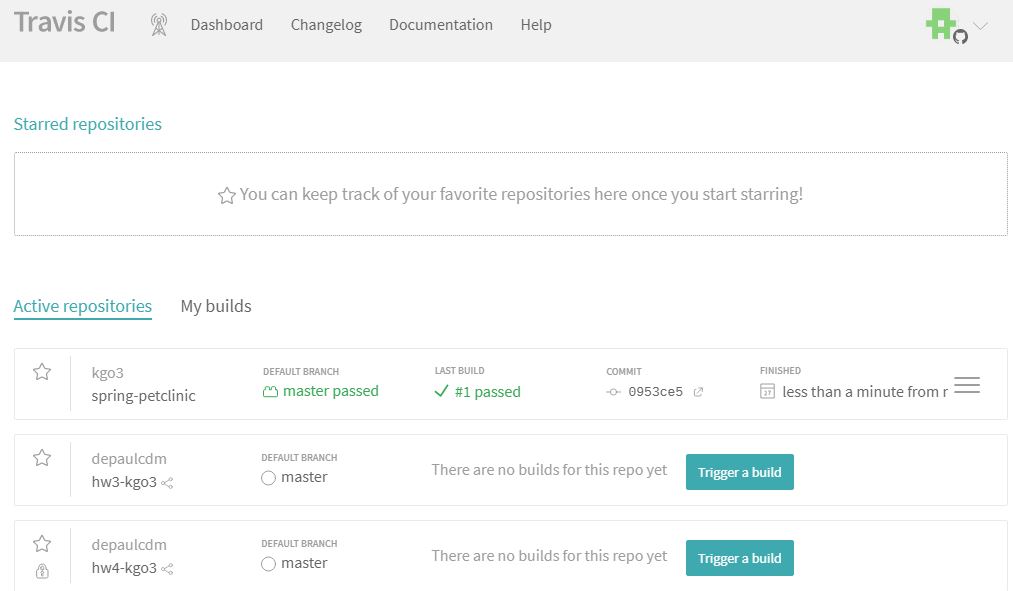 Travis CI Dashboard Changelog Documentation Help
Starred repositories
You can keep track of your favorite repositories here once you start starring!
Active repositories My builds
kgo3 DEFAULT BRANCH LAST BUILD COMMIT FINISHED
spring-petclinic master passed #1 passed 0953ce5 27 less than a minute from r
depaulcdm DEFAULT BRANCH
hw3-kgo3 master There are no builds for this repo yet Trigger a build
depaulcdm DEFAULT BRANCH
hw4-kgo3 master There are no builds for this repo yet Trigger a build